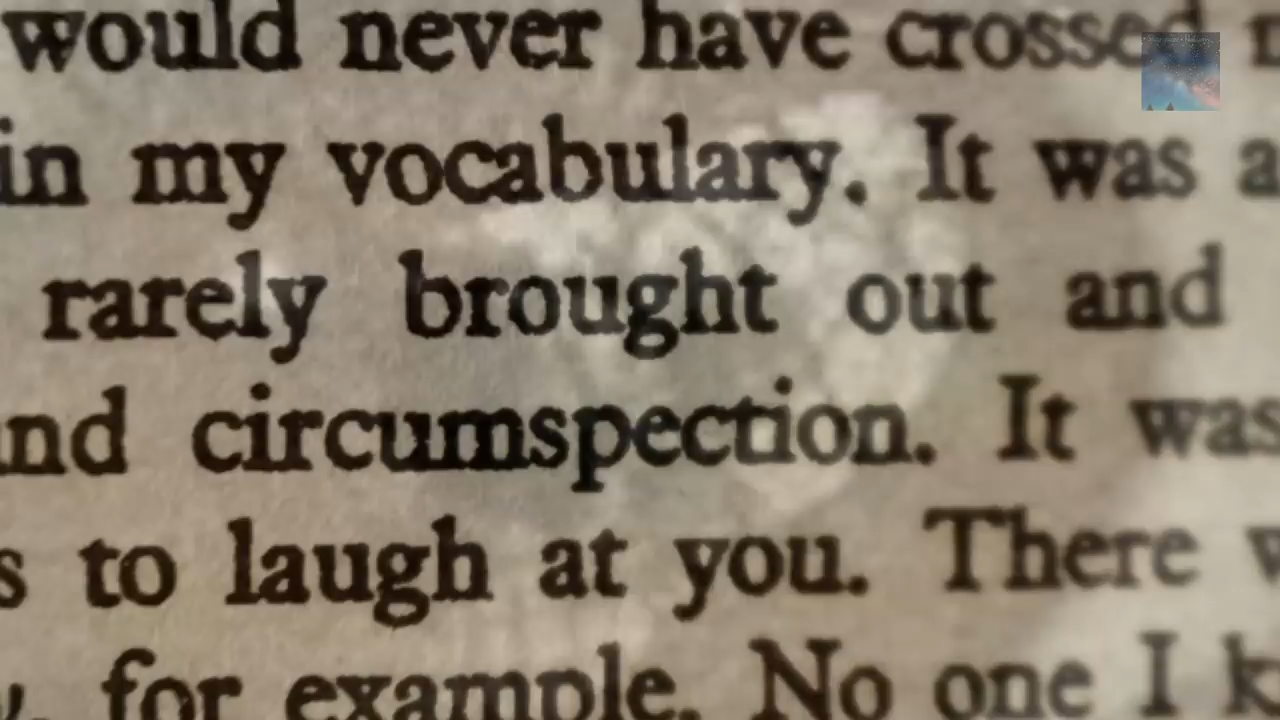 would never have crossed
in my vocabulary. It was a
rarely brought out and
and circumspection. It was
to laugh at you. There
for example. No one I